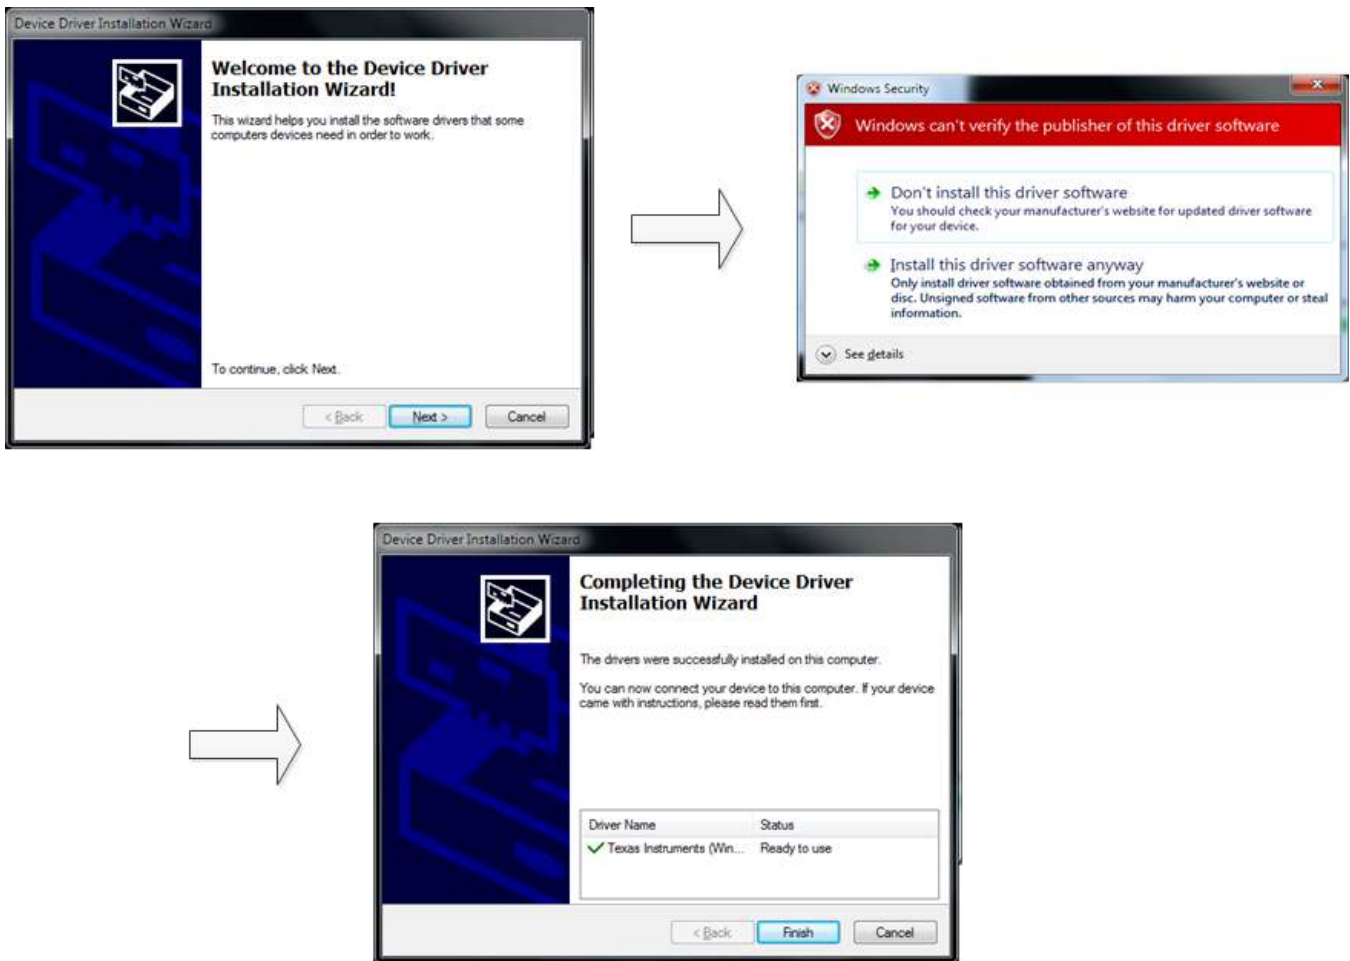 Device Driver Installation Wizard
Welcome to the Device Driver
Installation Wizard!
This wizard helps you install the software drivers that some
computers devices need in order to work.
To continue, click Next.
< Back
Next >
Cancel
Windows Security
Windows can't verify the publisher of this driver software
Don't install this driver software
You should check your manufacturer's website for updated driver software
for your device.
Install this driver software anyway
Only install driver software obtained from your manufacturer's website or
disc. Unsigned software from other sources may harm your computer or steal
information.
See details
Device Driver Installation Wizard
Completing the Device Driver
Installation Wizard
The drivers were successfully installed on this computer.
You can now connect your device to this computer. If your device
came with instructions, please read them first.
Driver Name Status
Texas Instruments (Win... Ready to use
< Back
Finish
Cancel